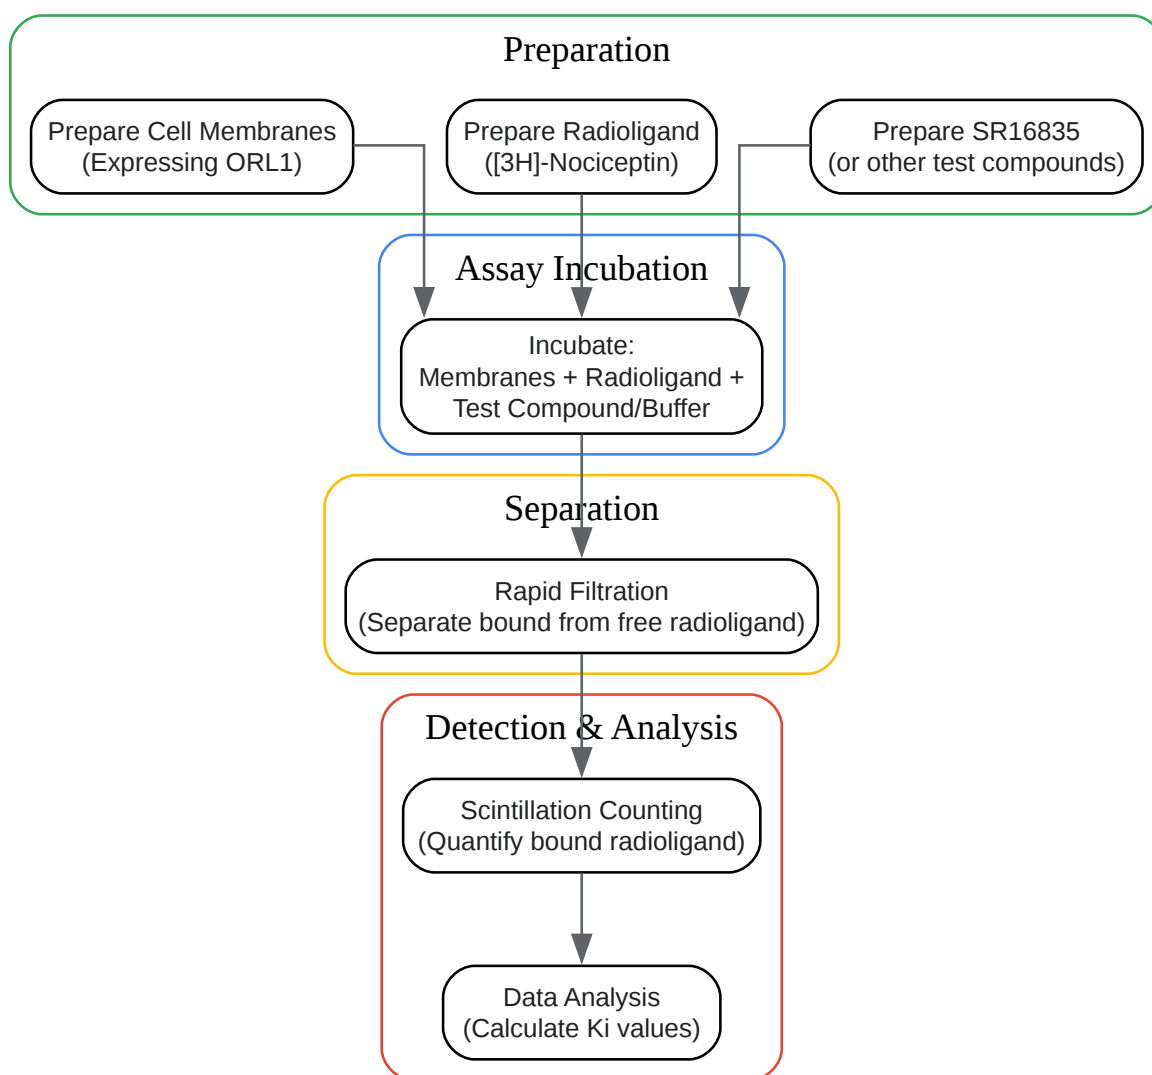 Preparation
Prepare Cell Membranes
(Expressing ORL1)
Prepare Radioligand
([3H]-Nociceptin)
Prepare SR16835
(or other test compounds)
Assay Incubation
Incubate:
Membranes + Radioligand +
Test Compound/Buffer
Separation
Rapid Filtration
(Separate bound from free radioligand)
Detection & Analysis
Scintillation Counting
(Quantify bound radioligand)
Data Analysis
(Calculate Ki values)